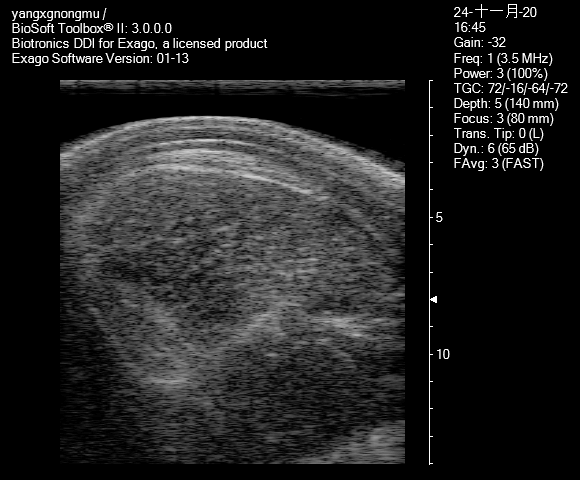 yangxgnongmu /
BioSoft Toolbox® II: 3.0.0.0
Biotronics DDI for Exago, a licensed product
Exago Software Version: 01-13
24-十一月-20
16:45
Gain: -32
Freq: 1 (3.5 MHz)
Power: 3 (100%)
TGC: 72/-16/-64/-72
Depth: 5 (140 mm)
Focus: 3 (80 mm)
Trans. Tip: 0 (L)
Dyn.: 6 (65 dB)
FAvg: 3 (FAST)
5
10